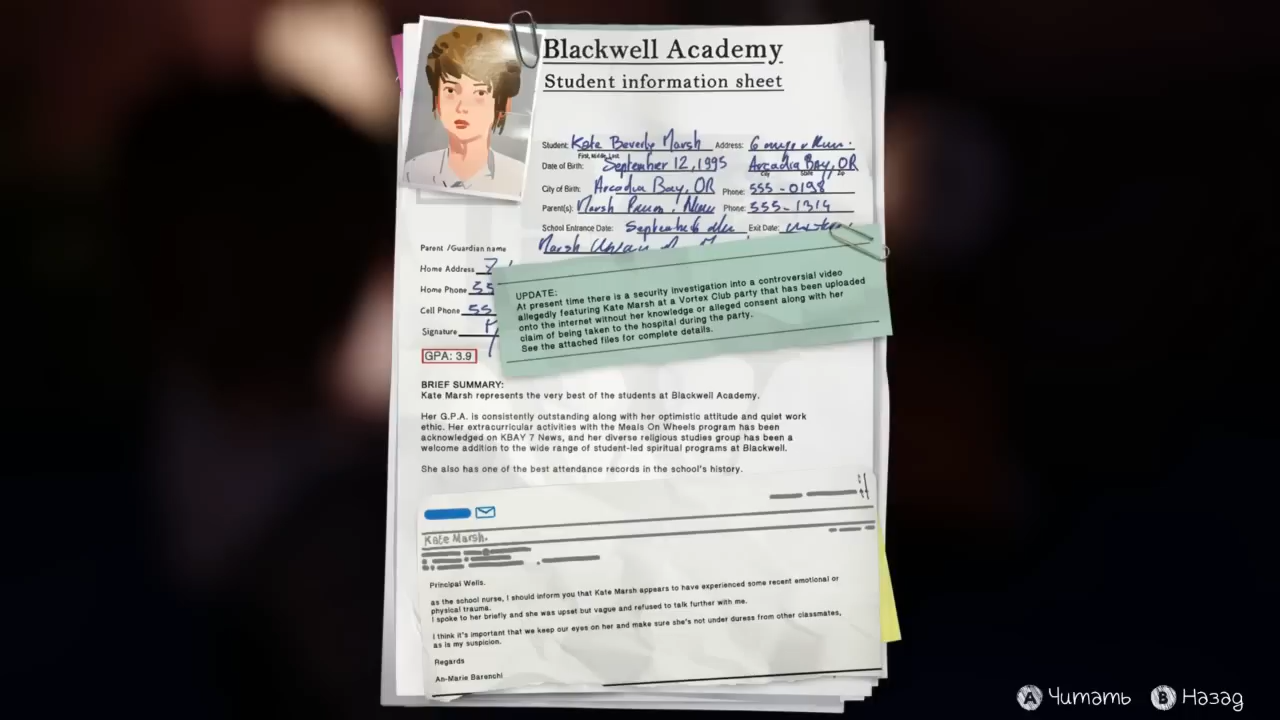 Blackwell Academy
Student information sheet
Student: Kate Beverly Marsh Address:
First, Middle, Last
Date of Birth: September 12, 1995 Arcadia Bay, OR
City State Zip
City of Birth: Arcadia Bay, OR Phone: 555-0198
Parent(s): Marsh Phone: 555-1314
School Entrance Date: Exit Date:
Marsh
Parent /Guardian name
Home Address
Home Phone 55
Cell Phone 55
Signature
GPA: 3.9
UPDATE:
At present time there is a security investigation into a controversial video
allegedly featuring Kate Marsh at a Vortex Club party that has been uploaded
onto the internet without her knowledge or alleged consent along with her
claim of being taken to the hospital during the party.
See the attached files for complete details.
BRIEF SUMMARY:
Kate Marsh represents the very best of the students at Blackwell Academy.
Her G.P.A. is consistently outstanding along with her optimistic attitude and quiet work
ethic. Her extracurricular activities with the Meals On Wheels program has been
acknowledged on KBAY 7 News, and her diverse religious studies group has been a
welcome addition to the wide range of student-led spiritual programs at Blackwell.
She also has one of the best attendance records in the school's history.
Kate Marsh.
Principal Wells.
as the school nurse, I should inform you that Kate Marsh appears to have experienced some recent emotional or
physical trauma.
I spoke to her briefly and she was upset but vague and refused to talk further with me.
I think it's important that we keep our eyes on her and make sure she's not under duress from other classmates,
as is my suspicion.
Regards
An-Marie Barenchi
A Читать B Назад